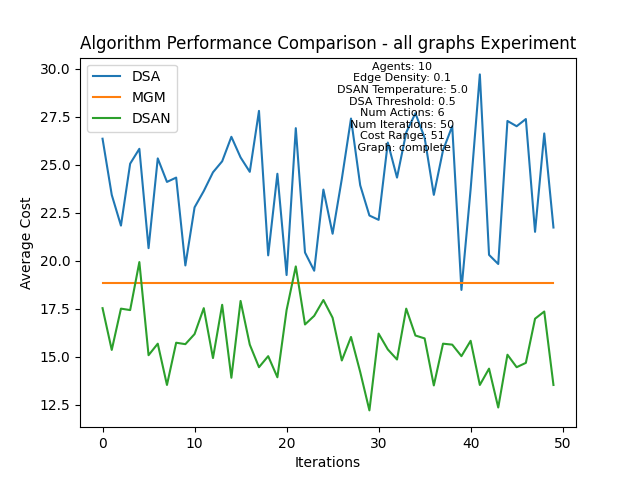 Algorithm Performance Comparison - all graphs Experiment
DSA
MGM
DSAN
Agents: 10
Edge Density: 0.1
DSAN Temperature: 5.0
DSA Threshold: 0.5
Num Actions: 6
Num Iterations: 50
Cost Range: 51
Graph: complete
Average Cost
30.0
27.5
25.0
22.5
20.0
17.5
15.0
12.5
0 10 20 30 40 50
Iterations